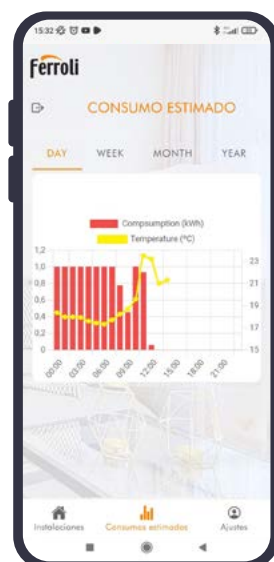 15:32
Ferroli
CONSUMO ESTIMADO
DAY WEEK MONTH YEAR
Compsumption (kWh)
Temperature (ºC)
1,2
1,0
0,8
0,6
0,4
0,2
0
23
21
19
17
15
00:00 03:00 06:00 09:00 12:00 15:00 18:00 21:00
Instalaciones Consumos estimados Ajustes